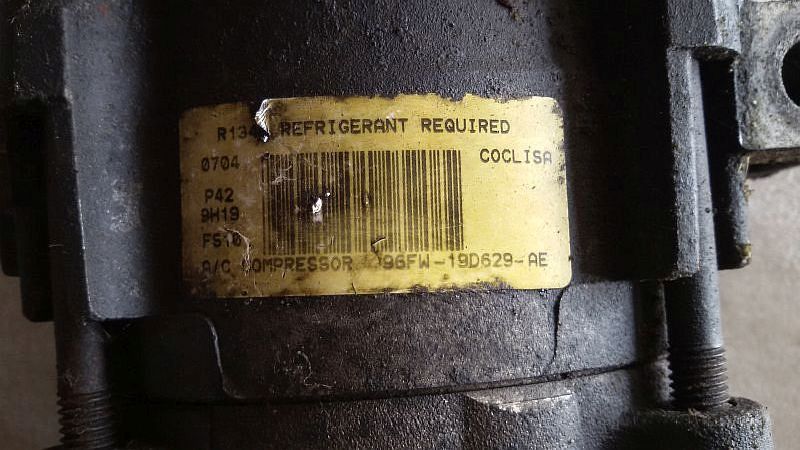 R134 REFRIGERANT REQUIRED
0704 COCLISA
P42
9H19
FS10
A/C COMPRESSOR 96FW-19D629-AE